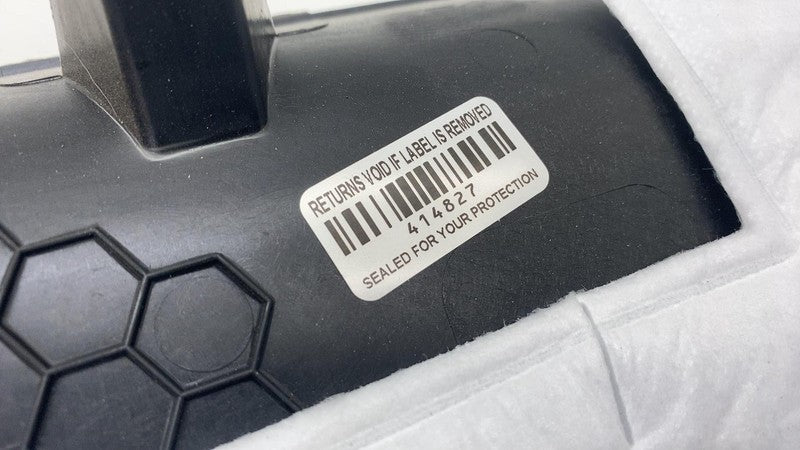 RETURNS VOID IF LABEL IS REMOVED
414827
SEALED FOR YOUR PROTECTION